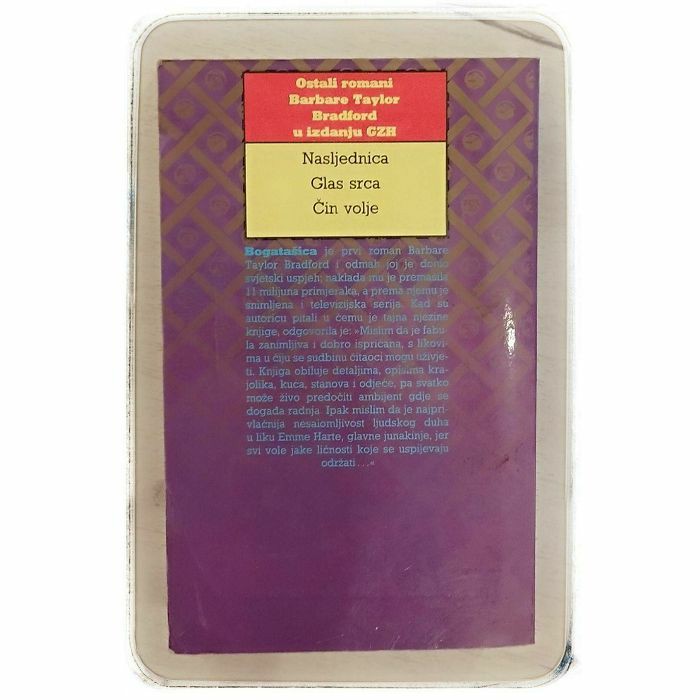 Ostali romani
Barbare Taylor
Bradford
u izdanju GZH
Nasljednica
Glas srca
Čin volje
Bogatašica je prvi roman Barbare
Taylor Bradford i odmah joj je donio
svjetski uspjeh; naklada mu je premašila
11 milijuna primjeraka, a prema njemu je
snimljena i televizijska serija. Kad su
autoricu pitali u čemu je tajna njezine
knjige, odgovorila je: »Mislim da je fabu-
la zanimljiva i dobro ispričana, s likovi-
ma u čiju se sudbinu čitaoci mogu uživje-
ti. Knjiga obiluje detaljima, opisima kra-
jolika, kuća, stanova i odjeće, pa svatko
može živo predočiti ambijent gdje se
događa radnja. Ipak mislim da je najpri-
vlačnija nesalomljivost ljudskog duha
u liku Emme Harte, glavne junakinje, jer
svi vole jake ličnosti koje se uspijevaju
održati...«